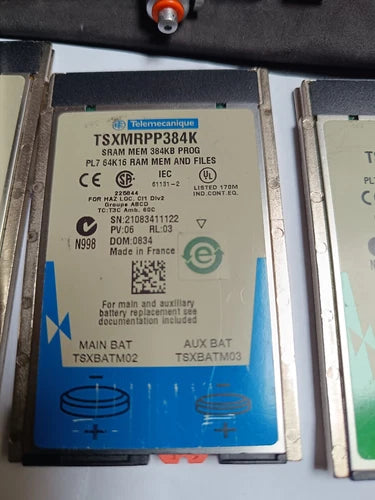 Telemecanique
TSXMRPP384K
SRAM MEM 384KB PROG
PL7 64K16 RAM MEM AND FILES
IEC
61131-2
LISTED 170M
IND.CONT.EQ.
225844
FOR HAZ LOC. CI1 Div2
Groups ABCD
TC:T3C Amb. 60C
SN:21083411122
PV:06 RL:03
DOM:0834
Made in France
N998
For main and auxiliary
battery replacement see
documentation included
MAIN BAT
TSXBATM02
AUX BAT
TSXBATM03